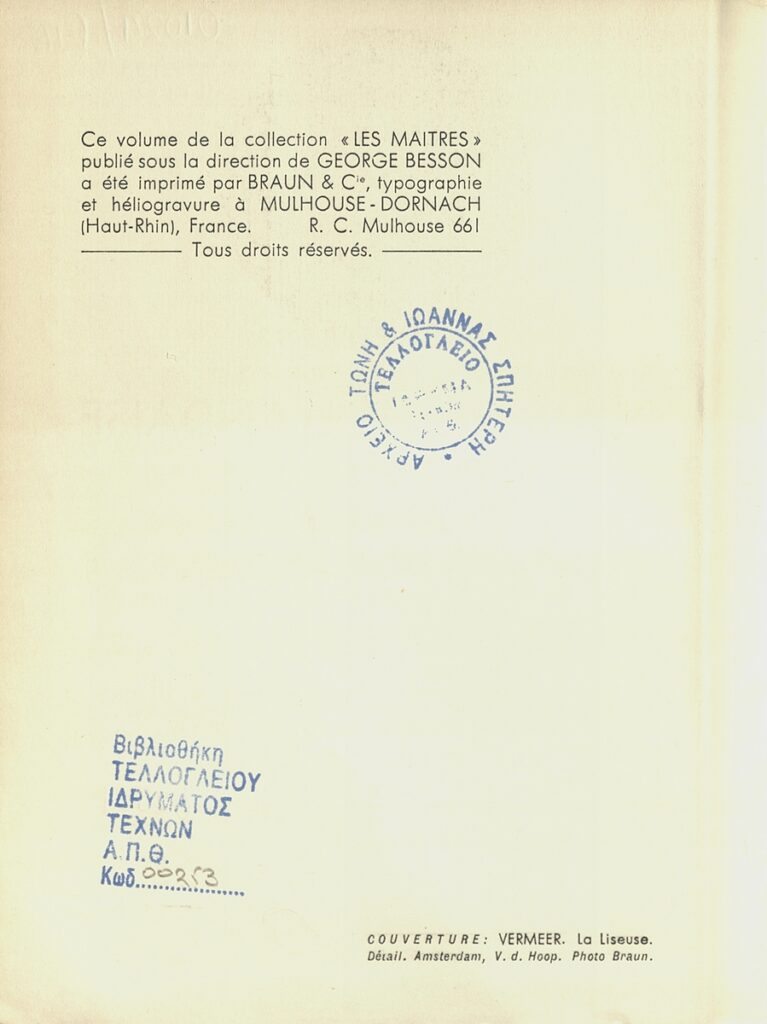 Ce volume de la collection « LES MAITRES »
publié sous la direction de GEORGE BESSON
a été imprimé par BRAUN & Cie, typographie
et héliogravure à MULHOUSE - DORNACH
(Haut-Rhin), France. R. C. Mulhouse 661
Tous droits réservés.
ΑΡΧΕΙΟ ΤΩΝΗ & ΙΩΑΝΝΑΣ ΣΠΗΤΕΡΗ
ΤΕΛΛΟΓΛΕΙΟ
Βιβλιοθήκη
ΤΕΛΛΟΓΛΕΙΟΥ
ΙΔΡΥΜΑΤΟΣ
ΤΕΧΝΩΝ
Α.Π.Θ.
Κωδ. 00253
COUVERTURE: VERMEER. La Liseuse.
Détail. Amsterdam, V. d. Hoop. Photo Braun.